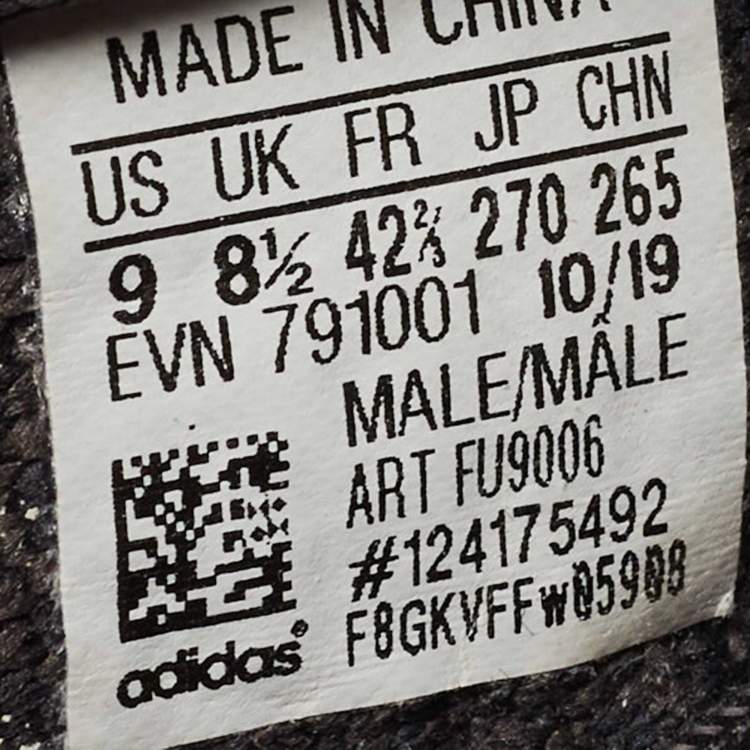 MADE IN CHINA
US UK FR JP CHN
9 8½ 42⅔ 270 265
EVN 791001 10/19
MALE/MÂLE
ART FU9006
#124175492
F8GKVFFw05908
adidas®